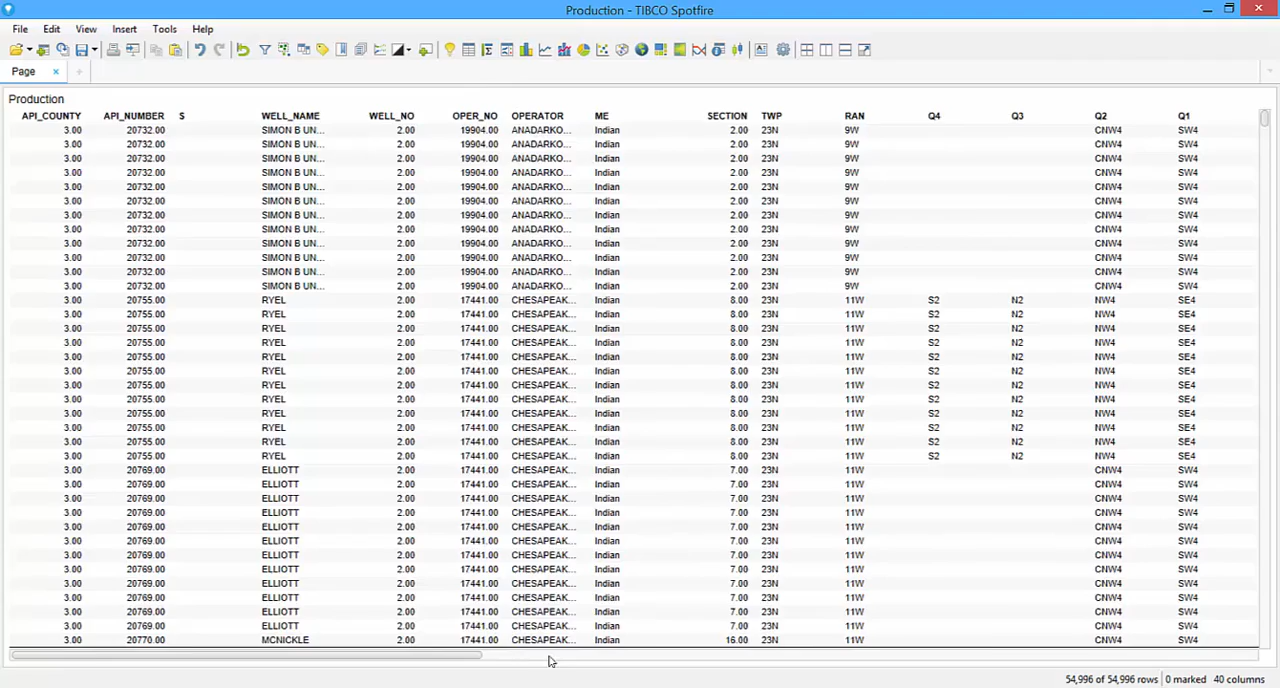 Production - TIBCO Spotfire
File Edit View Insert Tools Help
Page
Production
API_COUNTY API_NUMBER S WELL_NAME WELL_NO OPER_NO OPERATOR ME SECTION TWP RAN Q4 Q3 Q2 Q1
3.00 20732.00 SIMON B UN... 2.00 19904.00 ANADARKO... Indian 2.00 23N 9W CNW4 SW4
3.00 20732.00 SIMON B UN... 2.00 19904.00 ANADARKO... Indian 2.00 23N 9W CNW4 SW4
3.00 20732.00 SIMON B UN... 2.00 19904.00 ANADARKO... Indian 2.00 23N 9W CNW4 SW4
3.00 20732.00 SIMON B UN... 2.00 19904.00 ANADARKO... Indian 2.00 23N 9W CNW4 SW4
3.00 20732.00 SIMON B UN... 2.00 19904.00 ANADARKO... Indian 2.00 23N 9W CNW4 SW4
3.00 20732.00 SIMON B UN... 2.00 19904.00 ANADARKO... Indian 2.00 23N 9W CNW4 SW4
3.00 20732.00 SIMON B UN... 2.00 19904.00 ANADARKO... Indian 2.00 23N 9W CNW4 SW4
3.00 20732.00 SIMON B UN... 2.00 19904.00 ANADARKO... Indian 2.00 23N 9W CNW4 SW4
3.00 20732.00 SIMON B UN... 2.00 19904.00 ANADARKO... Indian 2.00 23N 9W CNW4 SW4
3.00 20732.00 SIMON B UN... 2.00 19904.00 ANADARKO... Indian 2.00 23N 9W CNW4 SW4
3.00 20732.00 SIMON B UN... 2.00 19904.00 ANADARKO... Indian 2.00 23N 9W CNW4 SW4
3.00 20732.00 SIMON B UN... 2.00 19904.00 ANADARKO... Indian 2.00 23N 9W CNW4 SW4
3.00 20755.00 RYEL 2.00 17441.00 CHESAPEAK... Indian 8.00 23N 11W S2 N2 NW4 SE4
3.00 20755.00 RYEL 2.00 17441.00 CHESAPEAK... Indian 8.00 23N 11W S2 N2 NW4 SE4
3.00 20755.00 RYEL 2.00 17441.00 CHESAPEAK... Indian 8.00 23N 11W S2 N2 NW4 SE4
3.00 20755.00 RYEL 2.00 17441.00 CHESAPEAK... Indian 8.00 23N 11W S2 N2 NW4 SE4
3.00 20755.00 RYEL 2.00 17441.00 CHESAPEAK... Indian 8.00 23N 11W S2 N2 NW4 SE4
3.00 20755.00 RYEL 2.00 17441.00 CHESAPEAK... Indian 8.00 23N 11W S2 N2 NW4 SE4
3.00 20755.00 RYEL 2.00 17441.00 CHESAPEAK... Indian 8.00 23N 11W S2 N2 NW4 SE4
3.00 20755.00 RYEL 2.00 17441.00 CHESAPEAK... Indian 8.00 23N 11W S2 N2 NW4 SE4
3.00 20755.00 RYEL 2.00 17441.00 CHESAPEAK... Indian 8.00 23N 11W S2 N2 NW4 SE4
3.00 20755.00 RYEL 2.00 17441.00 CHESAPEAK... Indian 8.00 23N 11W S2 N2 NW4 SE4
3.00 20755.00 RYEL 2.00 17441.00 CHESAPEAK... Indian 8.00 23N 11W S2 N2 NW4 SE4
3.00 20755.00 RYEL 2.00 17441.00 CHESAPEAK... Indian 8.00 23N 11W S2 N2 NW4 SE4
3.00 20769.00 ELLIOTT 2.00 17441.00 CHESAPEAK... Indian 7.00 23N 11W CNW4 SW4
3.00 20769.00 ELLIOTT 2.00 17441.00 CHESAPEAK... Indian 7.00 23N 11W CNW4 SW4
3.00 20769.00 ELLIOTT 2.00 17441.00 CHESAPEAK... Indian 7.00 23N 11W CNW4 SW4
3.00 20769.00 ELLIOTT 2.00 17441.00 CHESAPEAK... Indian 7.00 23N 11W CNW4 SW4
3.00 20769.00 ELLIOTT 2.00 17441.00 CHESAPEAK... Indian 7.00 23N 11W CNW4 SW4
3.00 20769.00 ELLIOTT 2.00 17441.00 CHESAPEAK... Indian 7.00 23N 11W CNW4 SW4
3.00 20769.00 ELLIOTT 2.00 17441.00 CHESAPEAK... Indian 7.00 23N 11W CNW4 SW4
3.00 20769.00 ELLIOTT 2.00 17441.00 CHESAPEAK... Indian 7.00 23N 11W CNW4 SW4
3.00 20769.00 ELLIOTT 2.00 17441.00 CHESAPEAK... Indian 7.00 23N 11W CNW4 SW4
3.00 20769.00 ELLIOTT 2.00 17441.00 CHESAPEAK... Indian 7.00 23N 11W CNW4 SW4
3.00 20769.00 ELLIOTT 2.00 17441.00 CHESAPEAK... Indian 7.00 23N 11W CNW4 SW4
3.00 20769.00 ELLIOTT 2.00 17441.00 CHESAPEAK... Indian 7.00 23N 11W CNW4 SW4
3.00 20770.00 MCNICKLE 2.00 17441.00 CHESAPEAK... Indian 16.00 23N 11W CNW4 SW4
54,996 of 54,996 rows 0 marked 40 columns